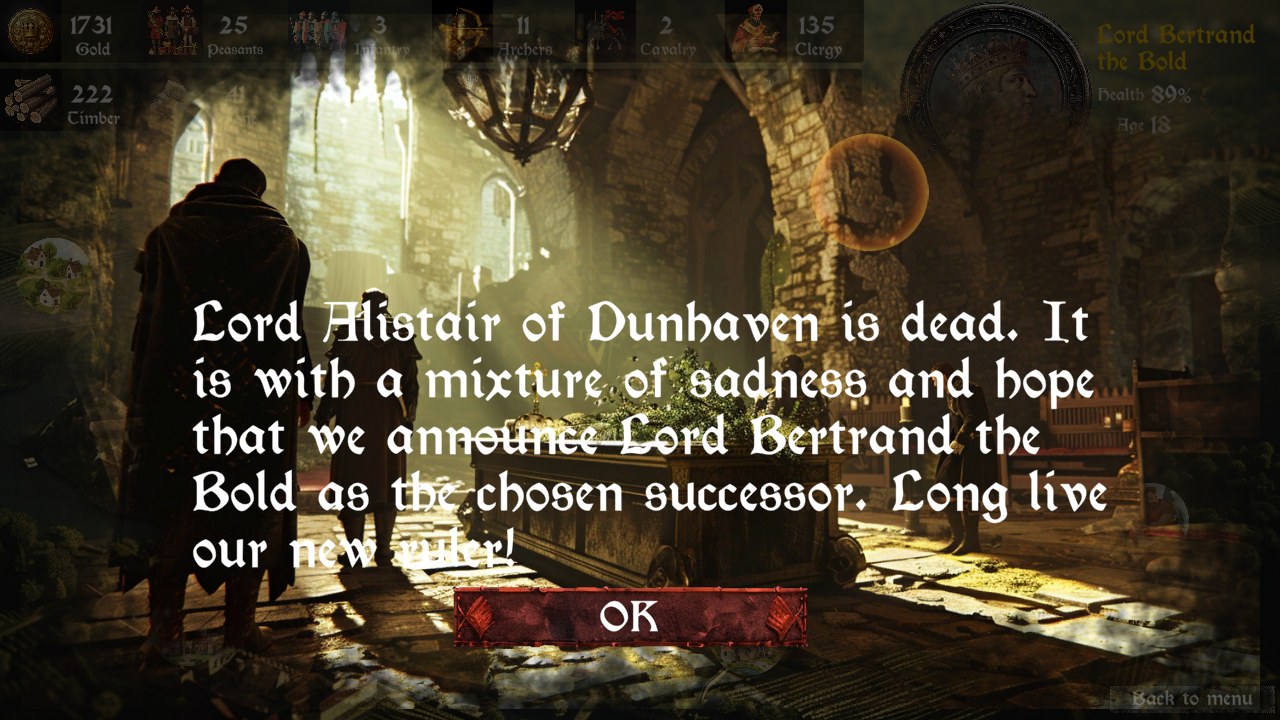 1731
Gold
25
Peasants
3
Infantry
11
Archers
2
Cavalry
135
Clergy
222
Timber
41
Lord Bertrand
the Bold
Health 89%
Age 18
Lord Alistair of Dunhaven is dead. It
is with a mixture of sadness and hope
that we announce Lord Bertrand the
Bold as the chosen successor. Long live
our new ruler!
OK
Back to menu